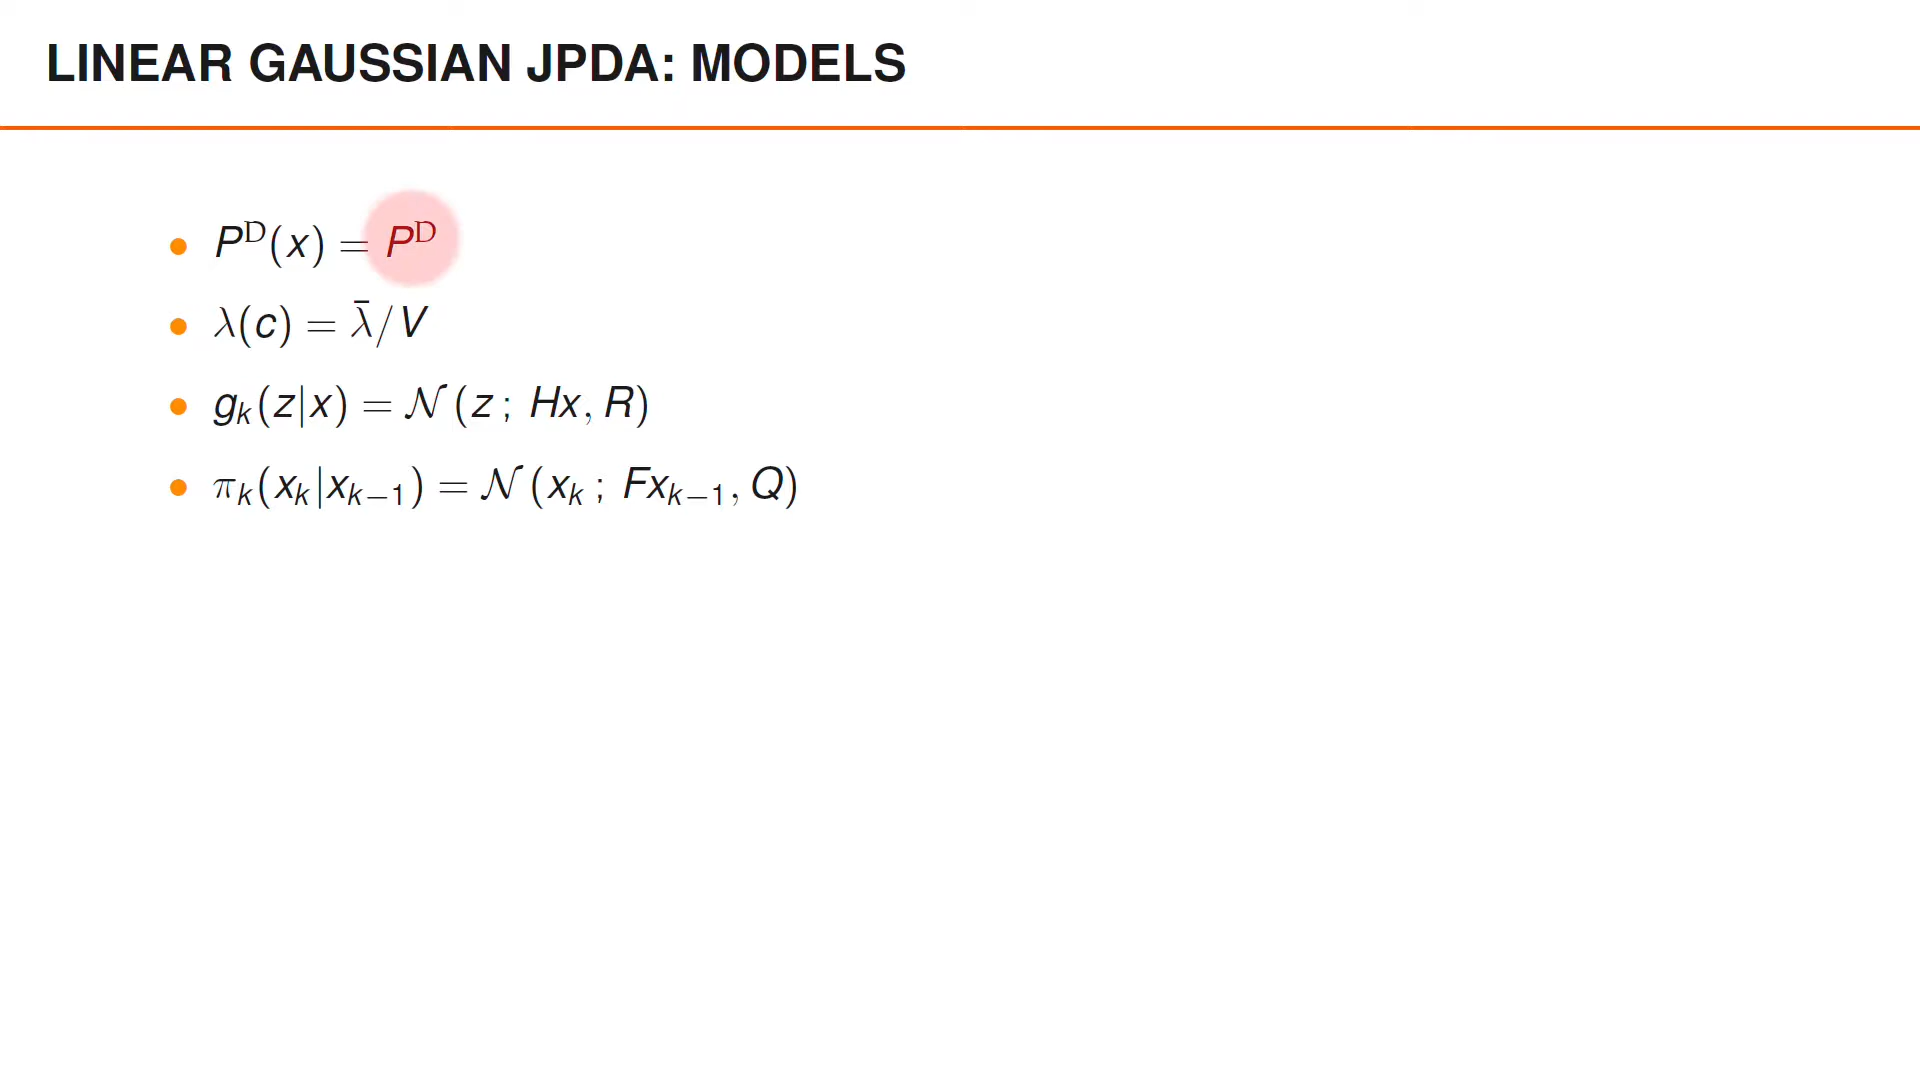 LINEAR GAUSSIAN JPDA: MODELS
• P^D(x) = P^D
• λ(c) = λ̄/V
• g_k(z|x) = 𝒩(z ; Hx, R)
• π_k(x_k|x_{k−1}) = 𝒩(x_k ; Fx_{k−1}, Q)